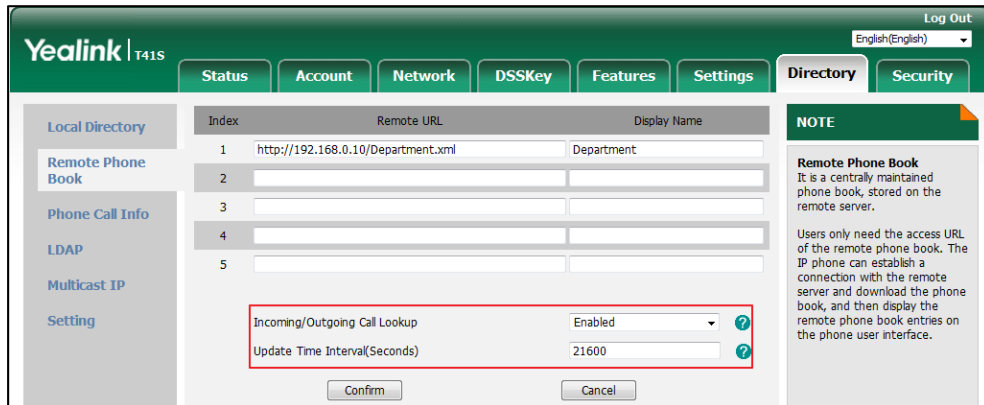 Log Out
English(English)
Yealink T41S
Status Account Network DSSKey Features Settings Directory Security
Local Directory
Remote Phone
Book
Phone Call Info
LDAP
Multicast IP
Setting
Index Remote URL Display Name
1 http://192.168.0.10/Department.xml Department
2
3
4
5
Incoming/Outgoing Call Lookup Enabled ?
Update Time Interval(Seconds) 21600 ?
Confirm Cancel
NOTE
Remote Phone Book
It is a centrally maintained
phone book, stored on the
remote server.
Users only need the access URL
of the remote phone book. The
IP phone can establish a
connection with the remote
server and download the phone
book, and then display the
remote phone book entries on
the phone user interface.